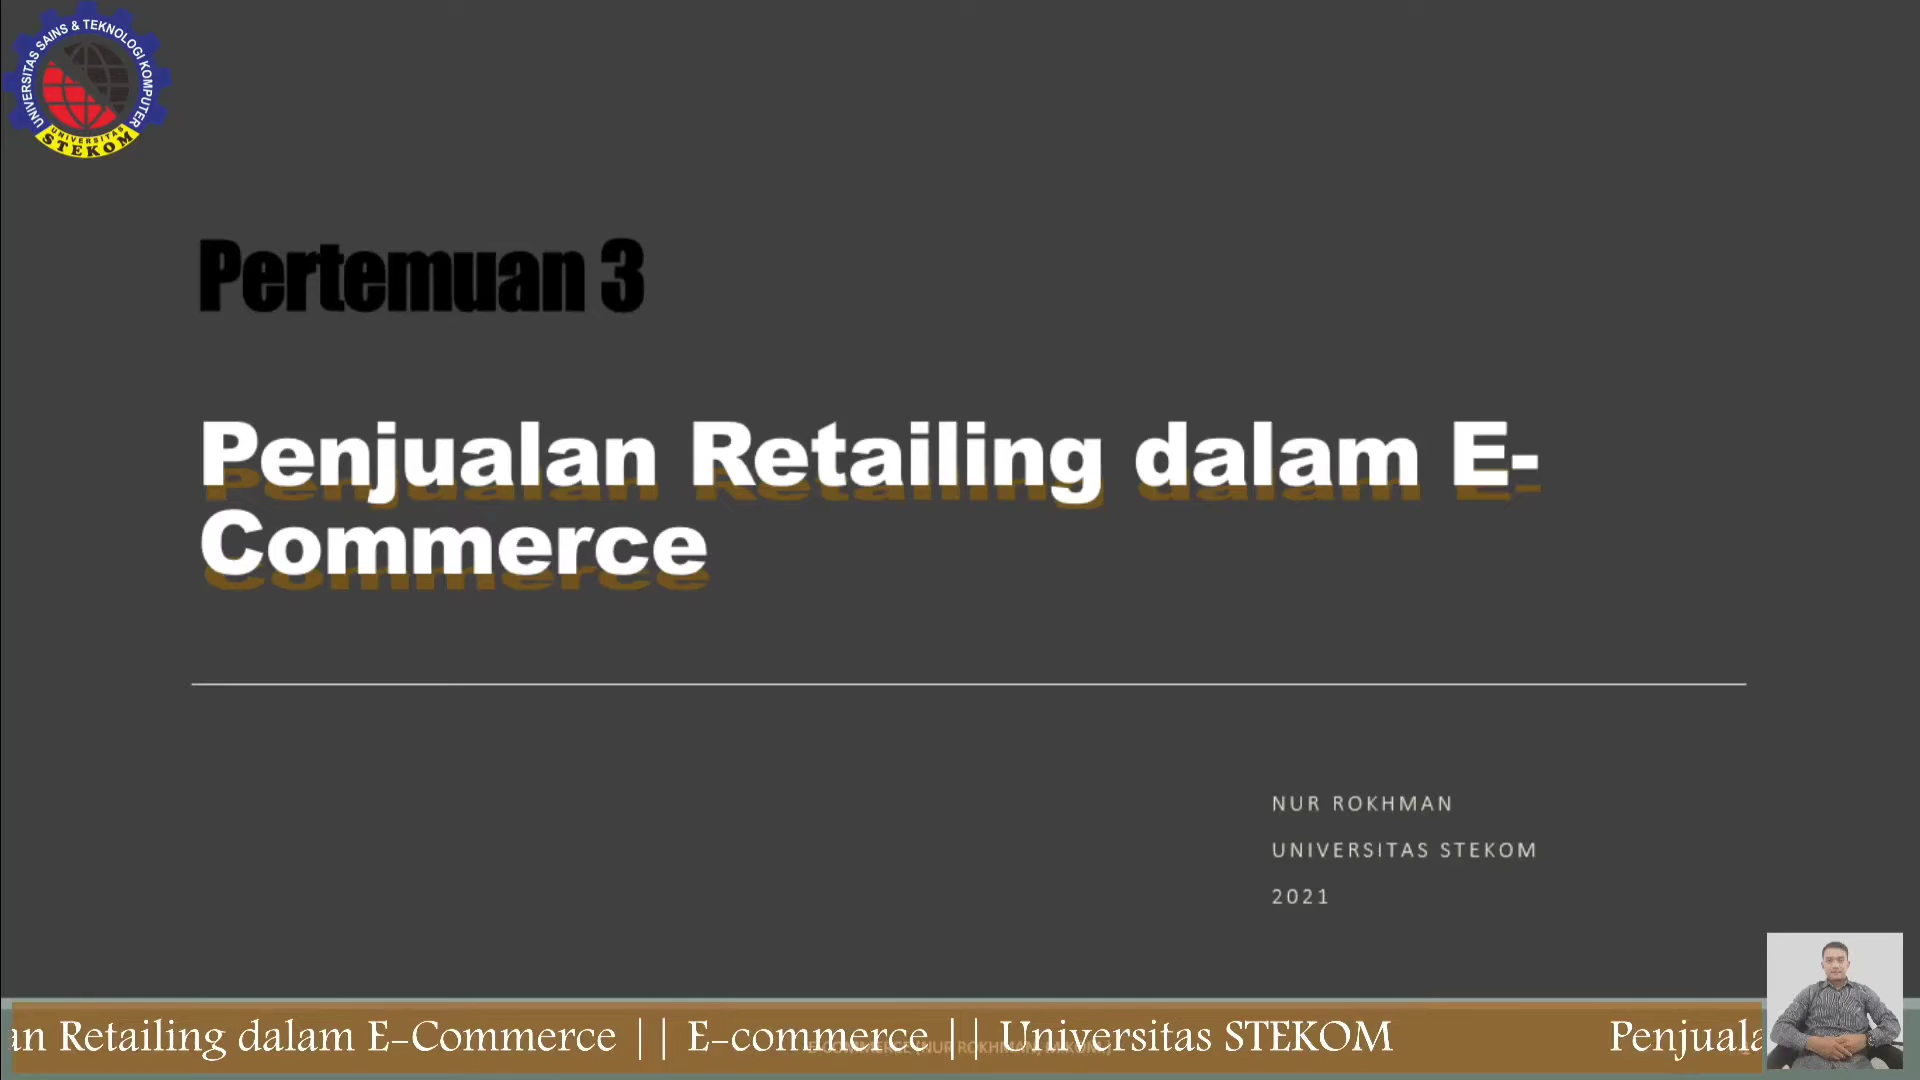 UNIVERSITAS SAINS & TEKNOLOGI KOMPUTER
UNIVERSITAS
STEKOM
Pertemuan 3
Penjualan Retailing dalam E-
Commerce
NUR ROKHMAN
UNIVERSITAS STEKOM
2021
an Retailing dalam E-Commerce || E-commerce || Universitas STEKOM Penjuala